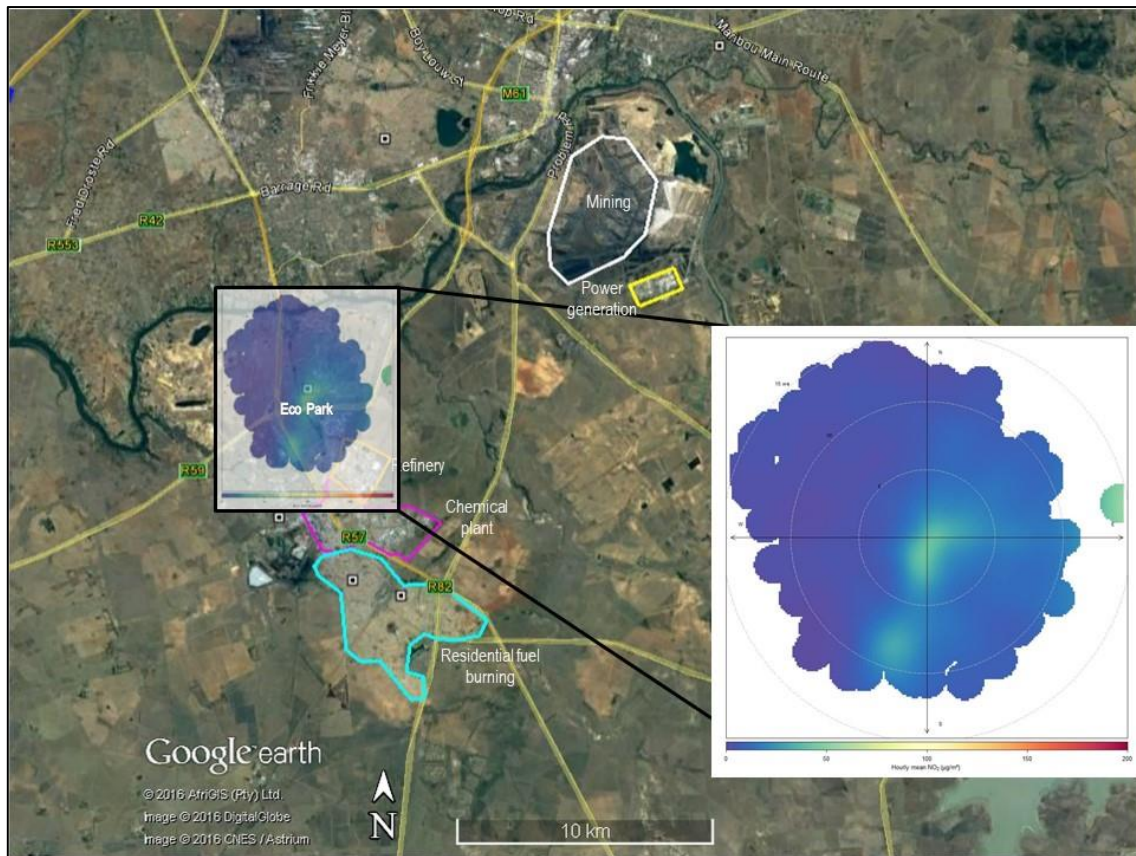 Frikkie Meyer Bl
Boy Louw St
M61
Maribou Main Route
Fred Droste Rd
Barrage Rd
R42
R553
Mining
Power
generation
Eco Park
R59
Refinery
Chemical
plant
R57
R82
Residential fuel
burning
N
W
S
0
50
100
150
200
Hourly mean NO₂ (µg/m³)
Google earth
© 2016 AfriGIS (Pty) Ltd.
Image © 2016 DigitalGlobe
Image © 2016 CNES / Astrium
N
10 km